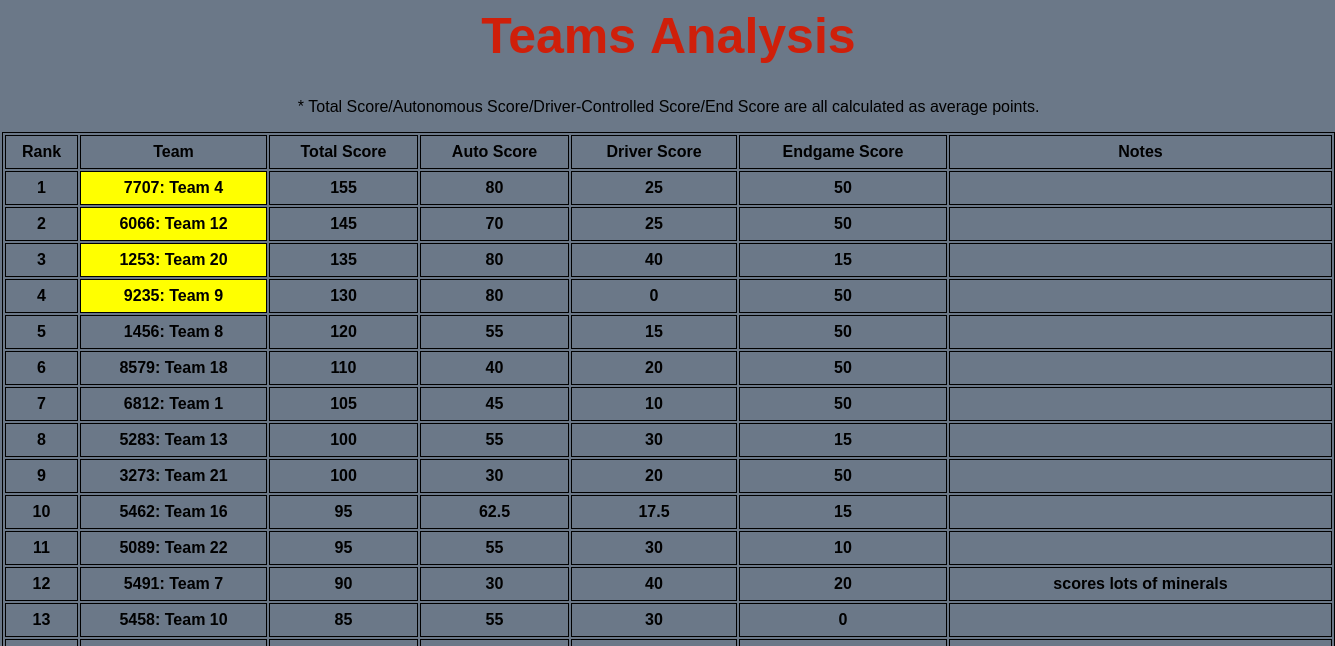 Teams Analysis
* Total Score/Autonomous Score/Driver-Controlled Score/End Score are all calculated as average points.
Rank Team Total Score Auto Score Driver Score Endgame Score Notes
1 7707: Team 4 155 80 25 50
2 6066: Team 12 145 70 25 50
3 1253: Team 20 135 80 40 15
4 9235: Team 9 130 80 0 50
5 1456: Team 8 120 55 15 50
6 8579: Team 18 110 40 20 50
7 6812: Team 1 105 45 10 50
8 5283: Team 13 100 55 30 15
9 3273: Team 21 100 30 20 50
10 5462: Team 16 95 62.5 17.5 15
11 5089: Team 22 95 55 30 10
12 5491: Team 7 90 30 40 20 scores lots of minerals
13 5458: Team 10 85 55 30 0